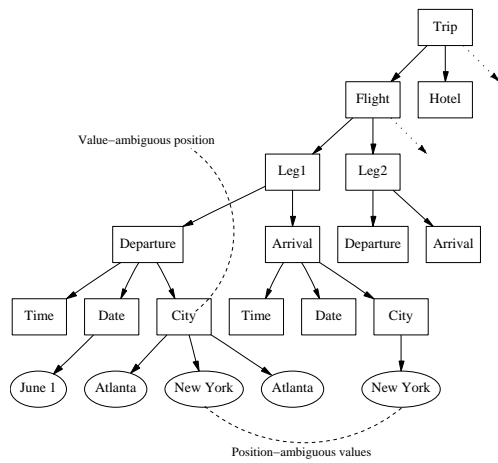 Trip
Flight Hotel
Value−ambiguous position
Leg1 Leg2
Departure Arrival Departure Arrival
Time Date City Time Date City
June 1 Atlanta New York Atlanta New York
Position−ambiguous values